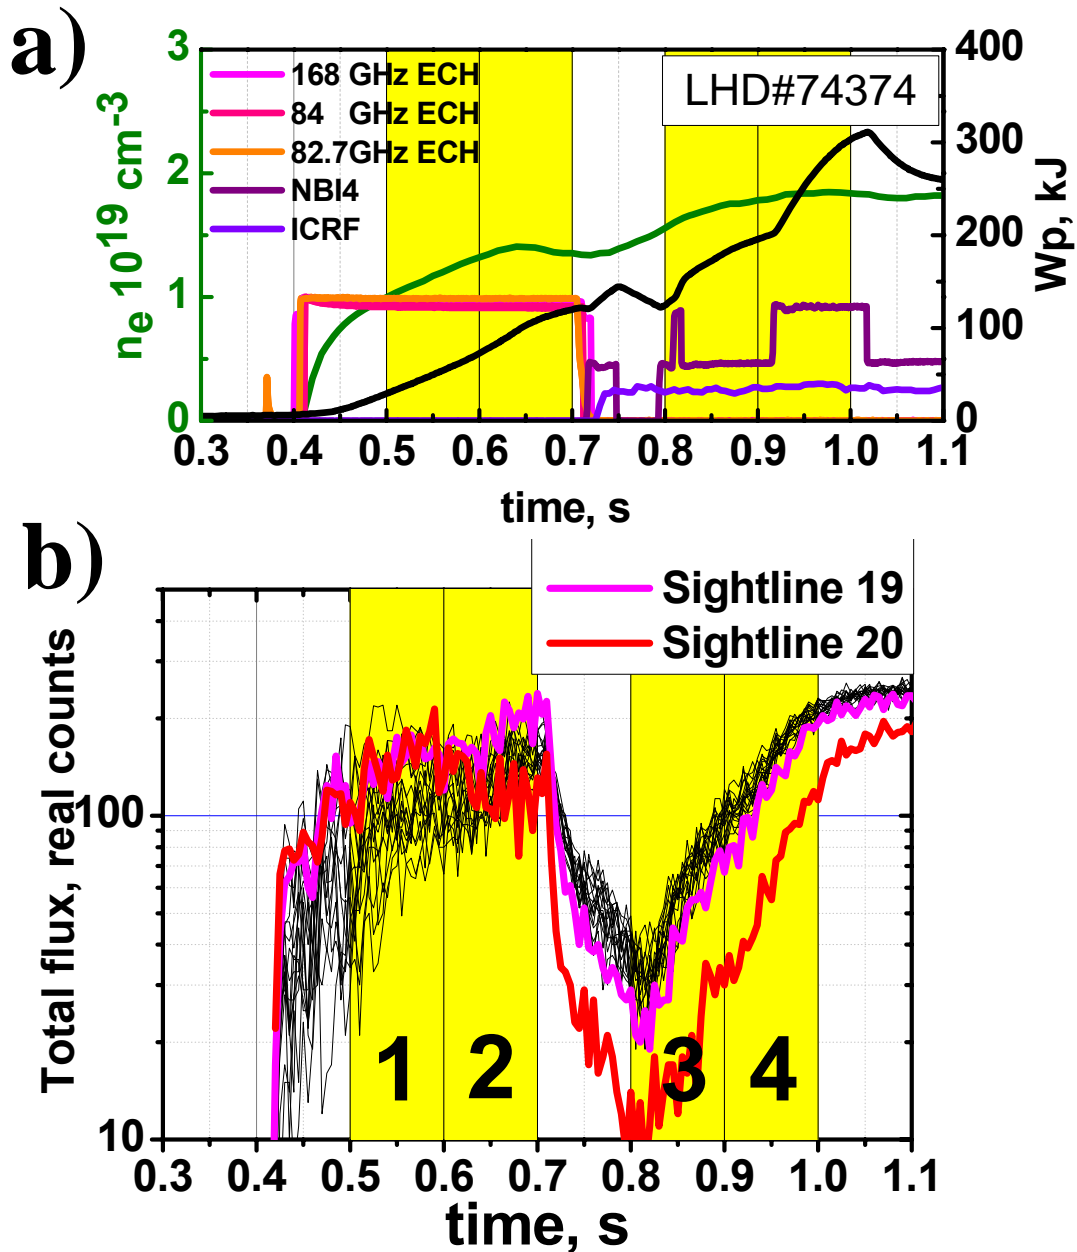 a)
3
2
1
0
n_e 10^19 cm^-3
168 GHz ECH
84 GHz ECH
82.7GHz ECH
NBI4
ICRF
LHD#74374
400
300
200
100
0
Wp, kJ
0.3 0.4 0.5 0.6 0.7 0.8 0.9 1.0 1.1
time, s
b)
Sightline 19
Sightline 20
Total flux, real counts
100
10
1 2 3 4
0.3 0.4 0.5 0.6 0.7 0.8 0.9 1.0 1.1
time, s